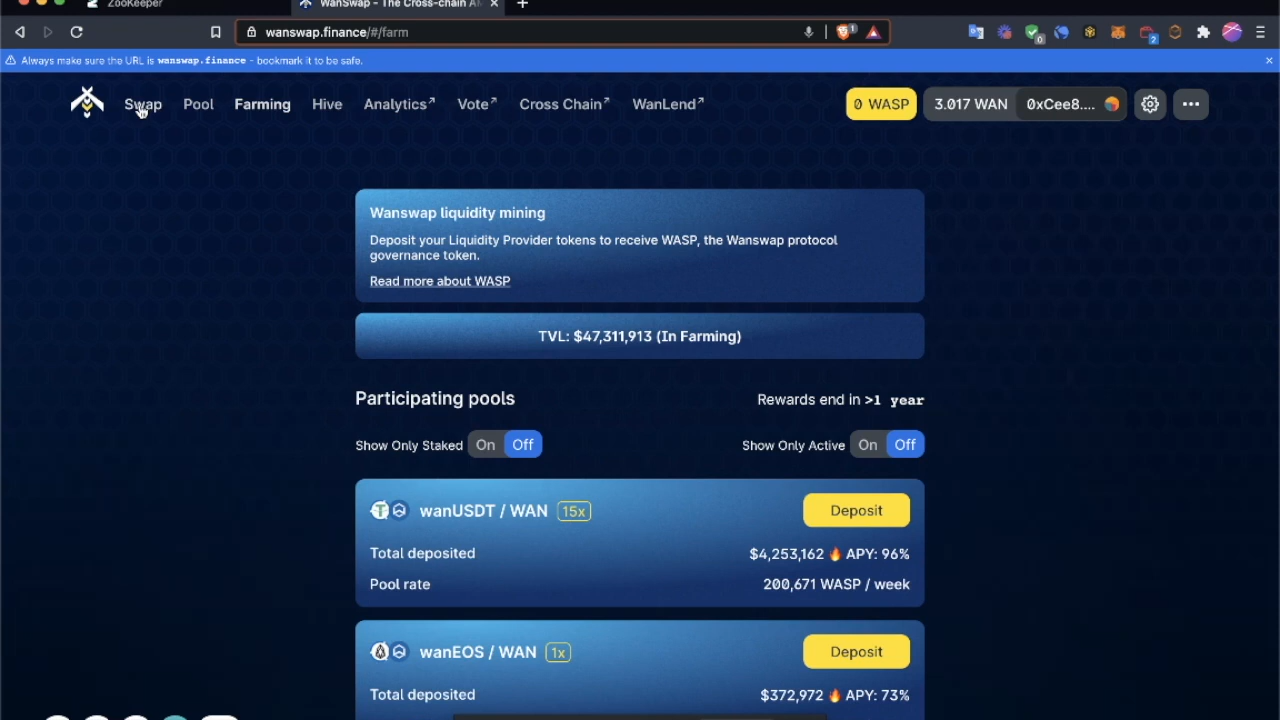 ZooKeeper
WanSwap - The Cross-chain AM
wanswap.finance/#/farm
1
0
2
Always make sure the URL is wanswap.finance - bookmark it to be safe.
Swap Pool Farming Hive Analytics↗ Vote↗ Cross Chain↗ WanLend↗ 0 WASP 3.017 WAN 0xCee8....
Wanswap liquidity mining
Deposit your Liquidity Provider tokens to receive WASP, the Wanswap protocol
governance token.
Read more about WASP
TVL: $47,311,913 (In Farming)
Participating pools Rewards end in >1 year
Show Only Staked On Off Show Only Active On Off
wanUSDT / WAN 15x Deposit
Total deposited $4,253,162 🔥 APY: 96%
Pool rate 200,671 WASP / week
wanEOS / WAN 1x Deposit
Total deposited $372,972 🔥 APY: 73%